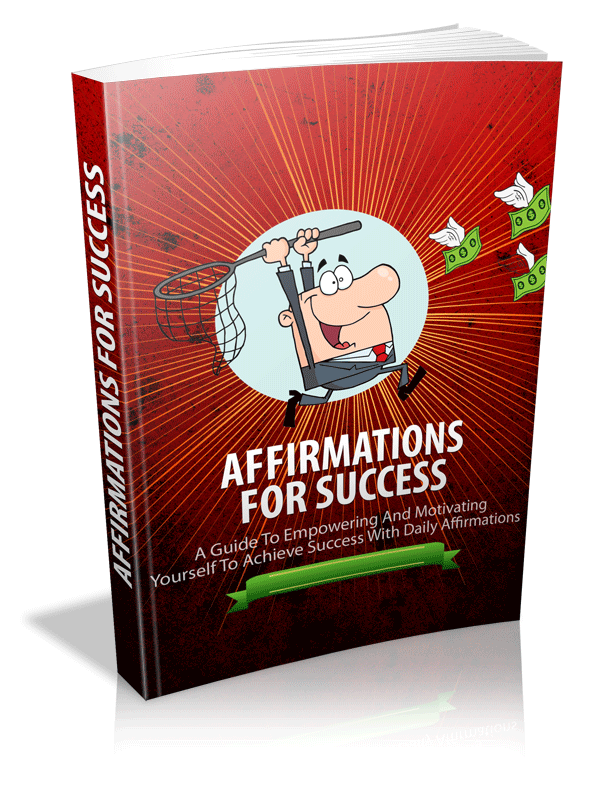 AFFIRMATIONS FOR SUCCESS
AFFIRMATIONS
FOR SUCCESS
A Guide To Empowering And Motivating
Yourself To Achieve Success With Daily Affirmations